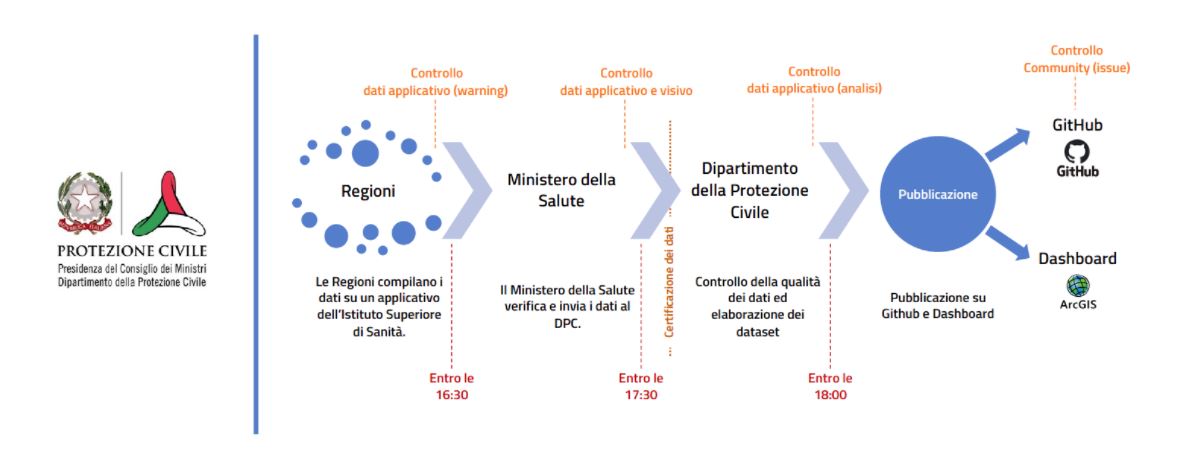 PROTEZIONE CIVILE
Presidenza del Consiglio dei Ministri
Dipartimento della Protezione Civile
Controllo
dati applicativo (warning)
Controllo
dati applicativo e visivo
Controllo
dati applicativo (analisi)
Controllo
Community (issue)
Regioni
Ministero della
Salute
Dipartimento
della Protezione
Civile
Pubblicazione
GitHub
GitHub
Dashboard
ArcGIS
Le Regioni compilano i
dati su un applicativo
dell'Istituto Superiore
di Sanità.
Il Ministero della Salute
verifica e invia i dati al
DPC.
... Certificazione dei dati
Controllo della qualità
dei dati ed
elaborazione dei
dataset
Pubblicazione su
Github e Dashboard
Entro le
16:30
Entro le
17:30
Entro le
18:00